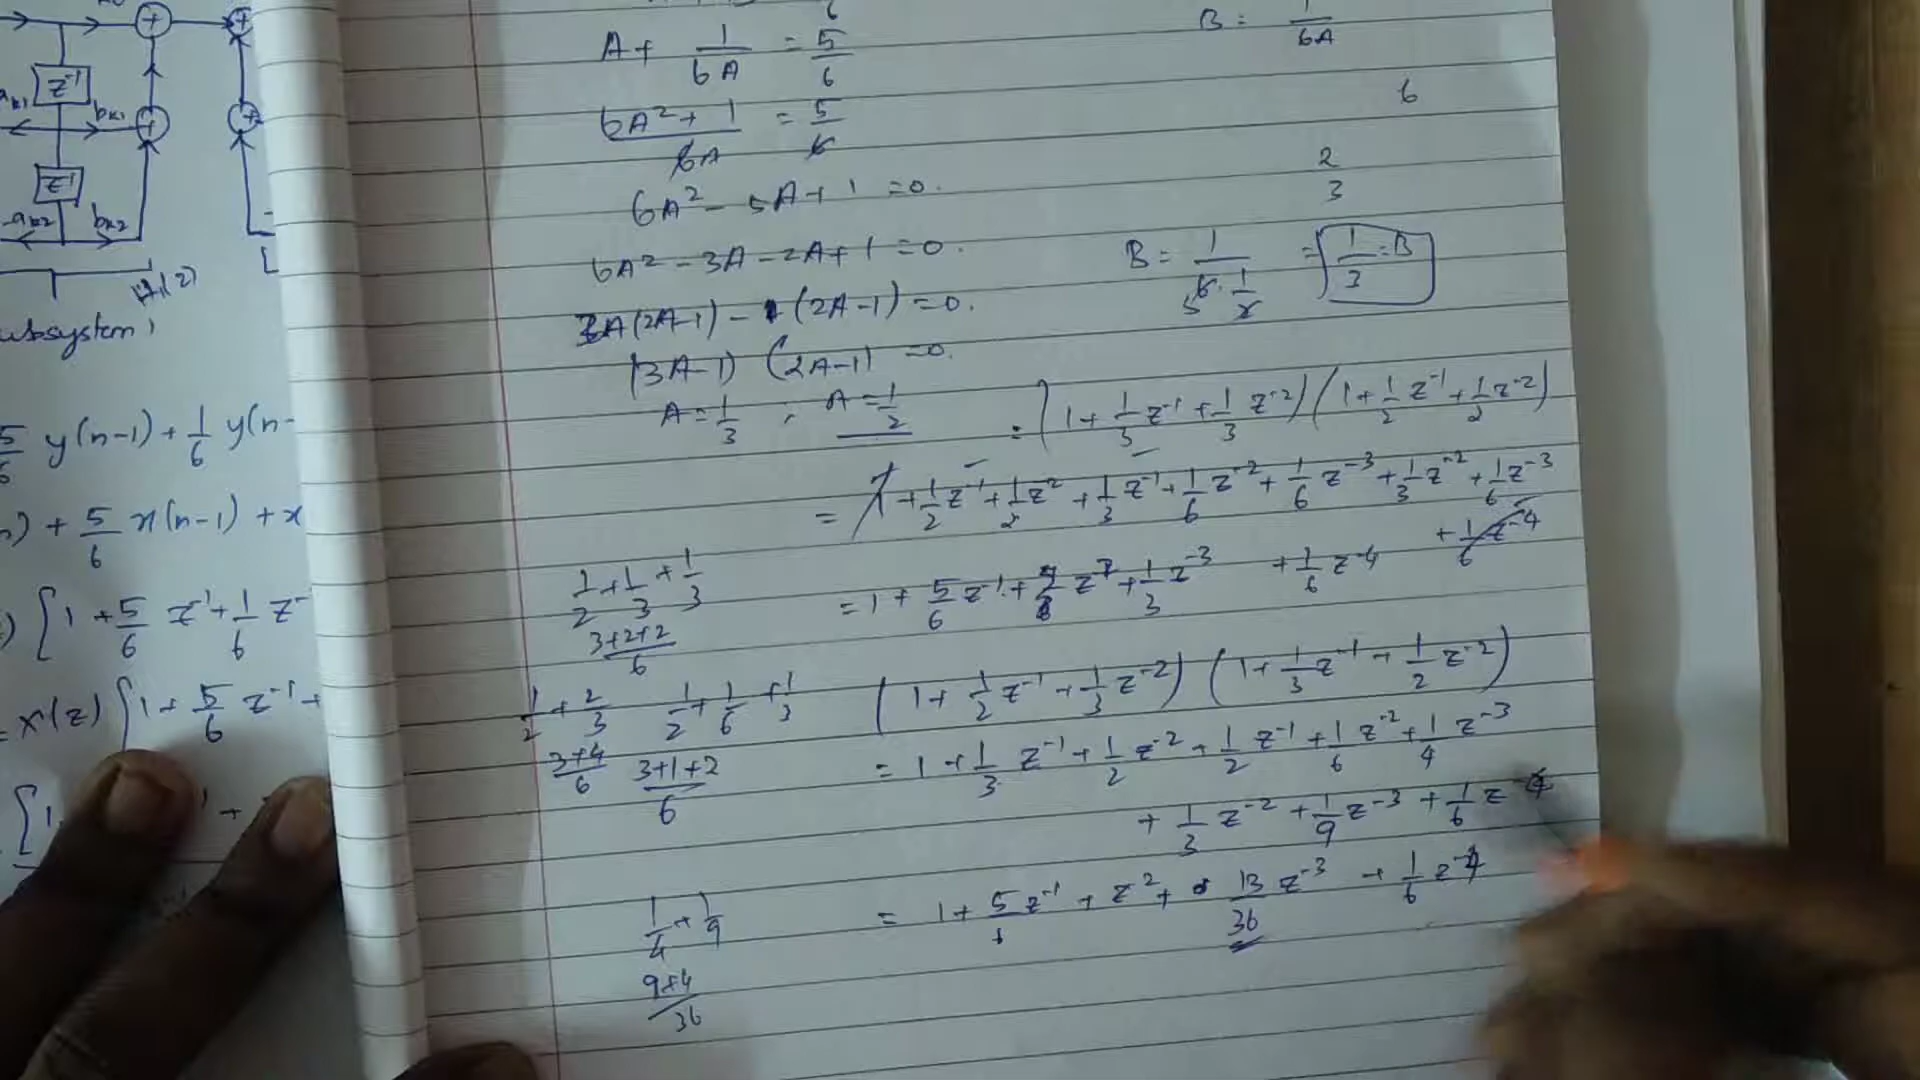 z⁻¹
aₖ₁
bₖ₁
z⁻¹
-aₖ₂
bₖ₂
H₁(z)
ubsystem)
5/6 y(n-1) + 1/6 y(n-
) + 5/6 x(n-1) + x
) [1 + 5/6 z⁻¹ + 1/6 z⁻
= X(z) [1 + 5/6 z⁻¹ +
A + 1/6A = 5/6
6A² + 1 / 6A = 5/6
6A² - 5A + 1 = 0.
6A² - 3A - 2A + 1 = 0.
3A(2A-1) - 1(2A-1) = 0.
(3A-1) (2A-1) = 0.
A = 1/3 , A = 1/2
B = 1/6A
6
2
3
B = 1/6·1/2 = 1/3 = B
= (1 + 1/3 z⁻¹ + 1/3 z⁻²) (1 + 1/2 z⁻¹ + 1/2 z⁻²)
= 1 + 1/2 z⁻¹ + 1/2 z² + 1/3 z⁻¹ + 1/6 z⁻² + 1/6 z⁻³ + 1/3 z⁻² + 1/6 z⁻³
+ 1/6 z⁻⁴
= 1 + 5/6 z⁻¹ + z + 1/3 z⁻³ + 1/6 z⁻⁴
1/2 + 1/3 + 1/3
3+2+2 / 6
1/2 + 2/3
3+4 / 6
1/2 + 1/6 + 1/3
3+1+2 / 6
(1 + 1/2 z⁻¹ + 1/3 z⁻²) (1 + 1/3 z⁻¹ + 1/2 z⁻²)
= 1 + 1/3 z⁻¹ + 1/2 z⁻² + 1/2 z⁻¹ + 1/6 z⁻² + 1/4 z⁻³
+ 1/3 z⁻² + 1/9 z⁻³ + 1/6 z⁻⁴
= 1 + 5/6 z⁻¹ + z² + 13/36 z⁻³ + 1/6 z⁻⁴
1/4 + 1/9
9+4 / 36